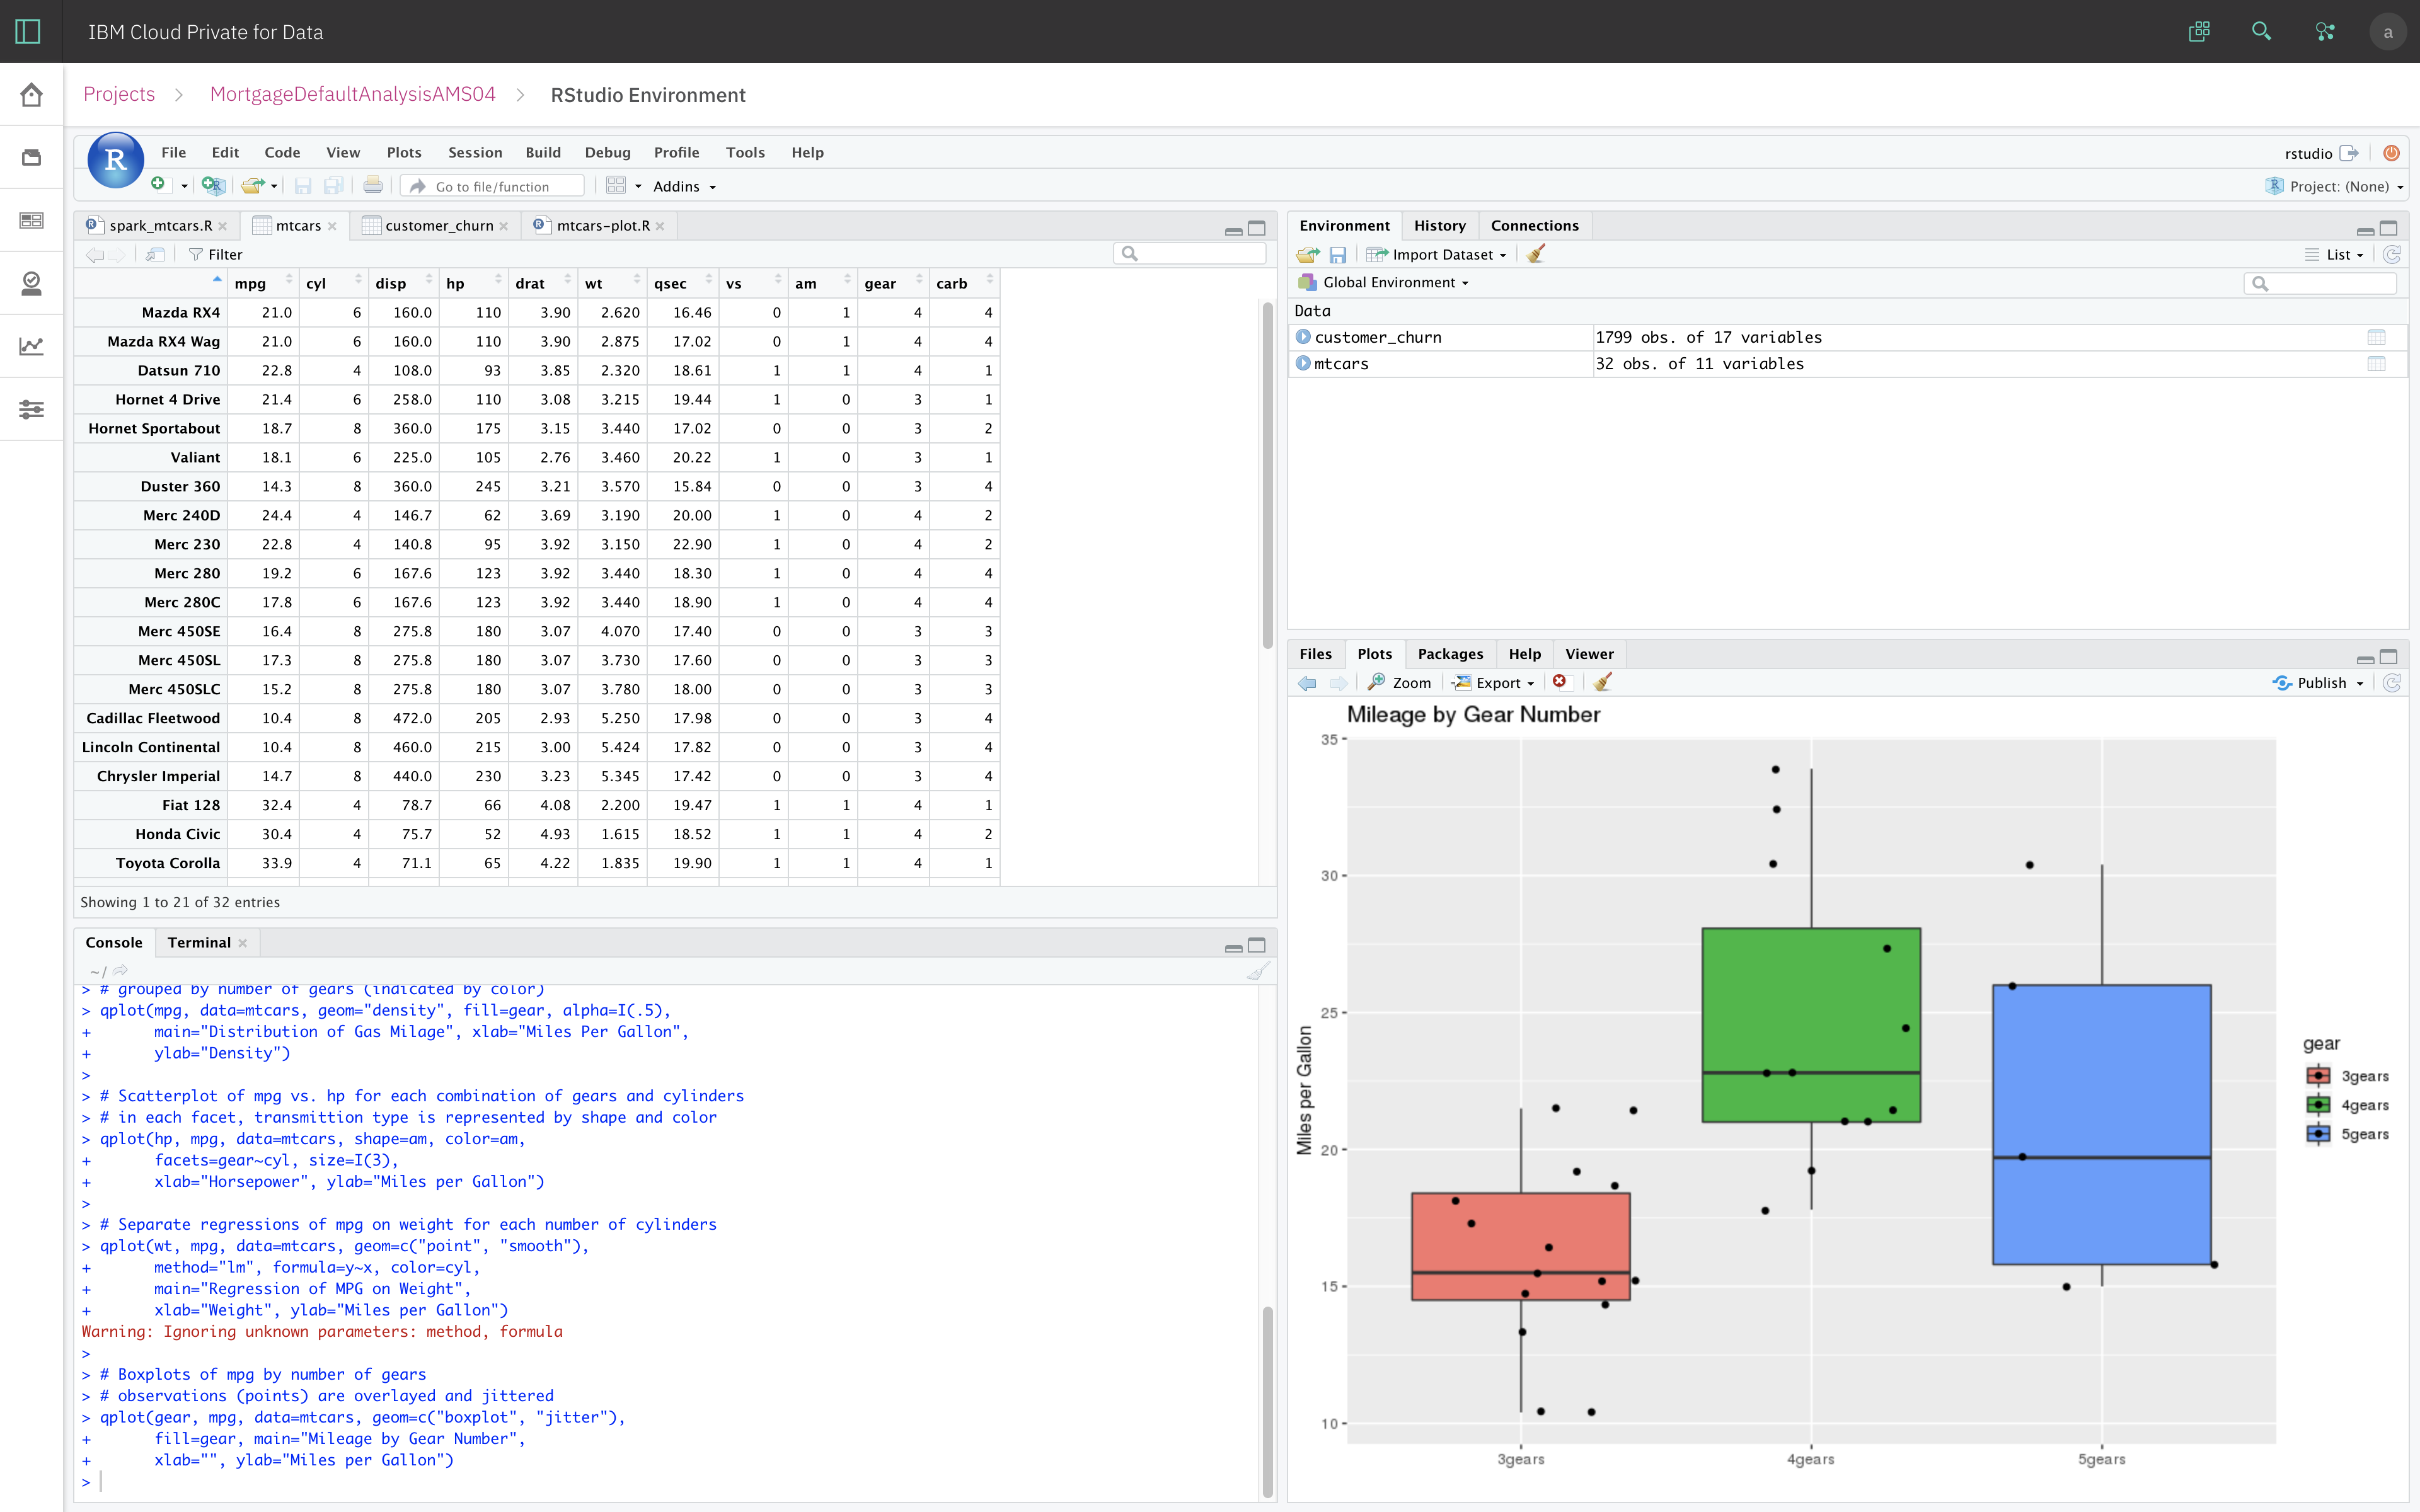 IBM Cloud Private for Data
a
Projects > MortgageDefaultAnalysisAMS04 > RStudio Environment
R File Edit Code View Plots Session Build Debug Profile Tools Help
rstudio
Go to file/function Addins
Project: (None)
spark_mtcars.R mtcars customer_churn mtcars-plot.R
Filter
mpg cyl disp hp drat wt qsec vs am gear carb
Mazda RX4 21.0 6 160.0 110 3.90 2.620 16.46 0 1 4 4
Mazda RX4 Wag 21.0 6 160.0 110 3.90 2.875 17.02 0 1 4 4
Datsun 710 22.8 4 108.0 93 3.85 2.320 18.61 1 1 4 1
Hornet 4 Drive 21.4 6 258.0 110 3.08 3.215 19.44 1 0 3 1
Hornet Sportabout 18.7 8 360.0 175 3.15 3.440 17.02 0 0 3 2
Valiant 18.1 6 225.0 105 2.76 3.460 20.22 1 0 3 1
Duster 360 14.3 8 360.0 245 3.21 3.570 15.84 0 0 3 4
Merc 240D 24.4 4 146.7 62 3.69 3.190 20.00 1 0 4 2
Merc 230 22.8 4 140.8 95 3.92 3.150 22.90 1 0 4 2
Merc 280 19.2 6 167.6 123 3.92 3.440 18.30 1 0 4 4
Merc 280C 17.8 6 167.6 123 3.92 3.440 18.90 1 0 4 4
Merc 450SE 16.4 8 275.8 180 3.07 4.070 17.40 0 0 3 3
Merc 450SL 17.3 8 275.8 180 3.07 3.730 17.60 0 0 3 3
Merc 450SLC 15.2 8 275.8 180 3.07 3.780 18.00 0 0 3 3
Cadillac Fleetwood 10.4 8 472.0 205 2.93 5.250 17.98 0 0 3 4
Lincoln Continental 10.4 8 460.0 215 3.00 5.424 17.82 0 0 3 4
Chrysler Imperial 14.7 8 440.0 230 3.23 5.345 17.42 0 0 3 4
Fiat 128 32.4 4 78.7 66 4.08 2.200 19.47 1 1 4 1
Honda Civic 30.4 4 75.7 52 4.93 1.615 18.52 1 1 4 2
Toyota Corolla 33.9 4 71.1 65 4.22 1.835 19.90 1 1 4 1
Showing 1 to 21 of 32 entries
Console Terminal
~/
> # grouped by number of gears (indicated by color)
> qplot(mpg, data=mtcars, geom="density", fill=gear, alpha=I(.5),
+ main="Distribution of Gas Milage", xlab="Miles Per Gallon",
+ ylab="Density")
>
> # Scatterplot of mpg vs. hp for each combination of gears and cylinders
> # in each facet, transmittion type is represented by shape and color
> qplot(hp, mpg, data=mtcars, shape=am, color=am,
+ facets=gear~cyl, size=I(3),
+ xlab="Horsepower", ylab="Miles per Gallon")
>
> # Separate regressions of mpg on weight for each number of cylinders
> qplot(wt, mpg, data=mtcars, geom=c("point", "smooth"),
+ method="lm", formula=y~x, color=cyl,
+ main="Regression of MPG on Weight",
+ xlab="Weight", ylab="Miles per Gallon")
Warning: Ignoring unknown parameters: method, formula
>
> # Boxplots of mpg by number of gears
> # observations (points) are overlayed and jittered
> qplot(gear, mpg, data=mtcars, geom=c("boxplot", "jitter"),
+ fill=gear, main="Mileage by Gear Number",
+ xlab="", ylab="Miles per Gallon")
>
Environment History Connections
Import Dataset List
Global Environment
Data
customer_churn 1799 obs. of 17 variables
mtcars 32 obs. of 11 variables
Files Plots Packages Help Viewer
Zoom Export Publish
Mileage by Gear Number
35
30
25
20
15
10
Miles per Gallon
3gears 4gears 5gears
gear
3gears
4gears
5gears